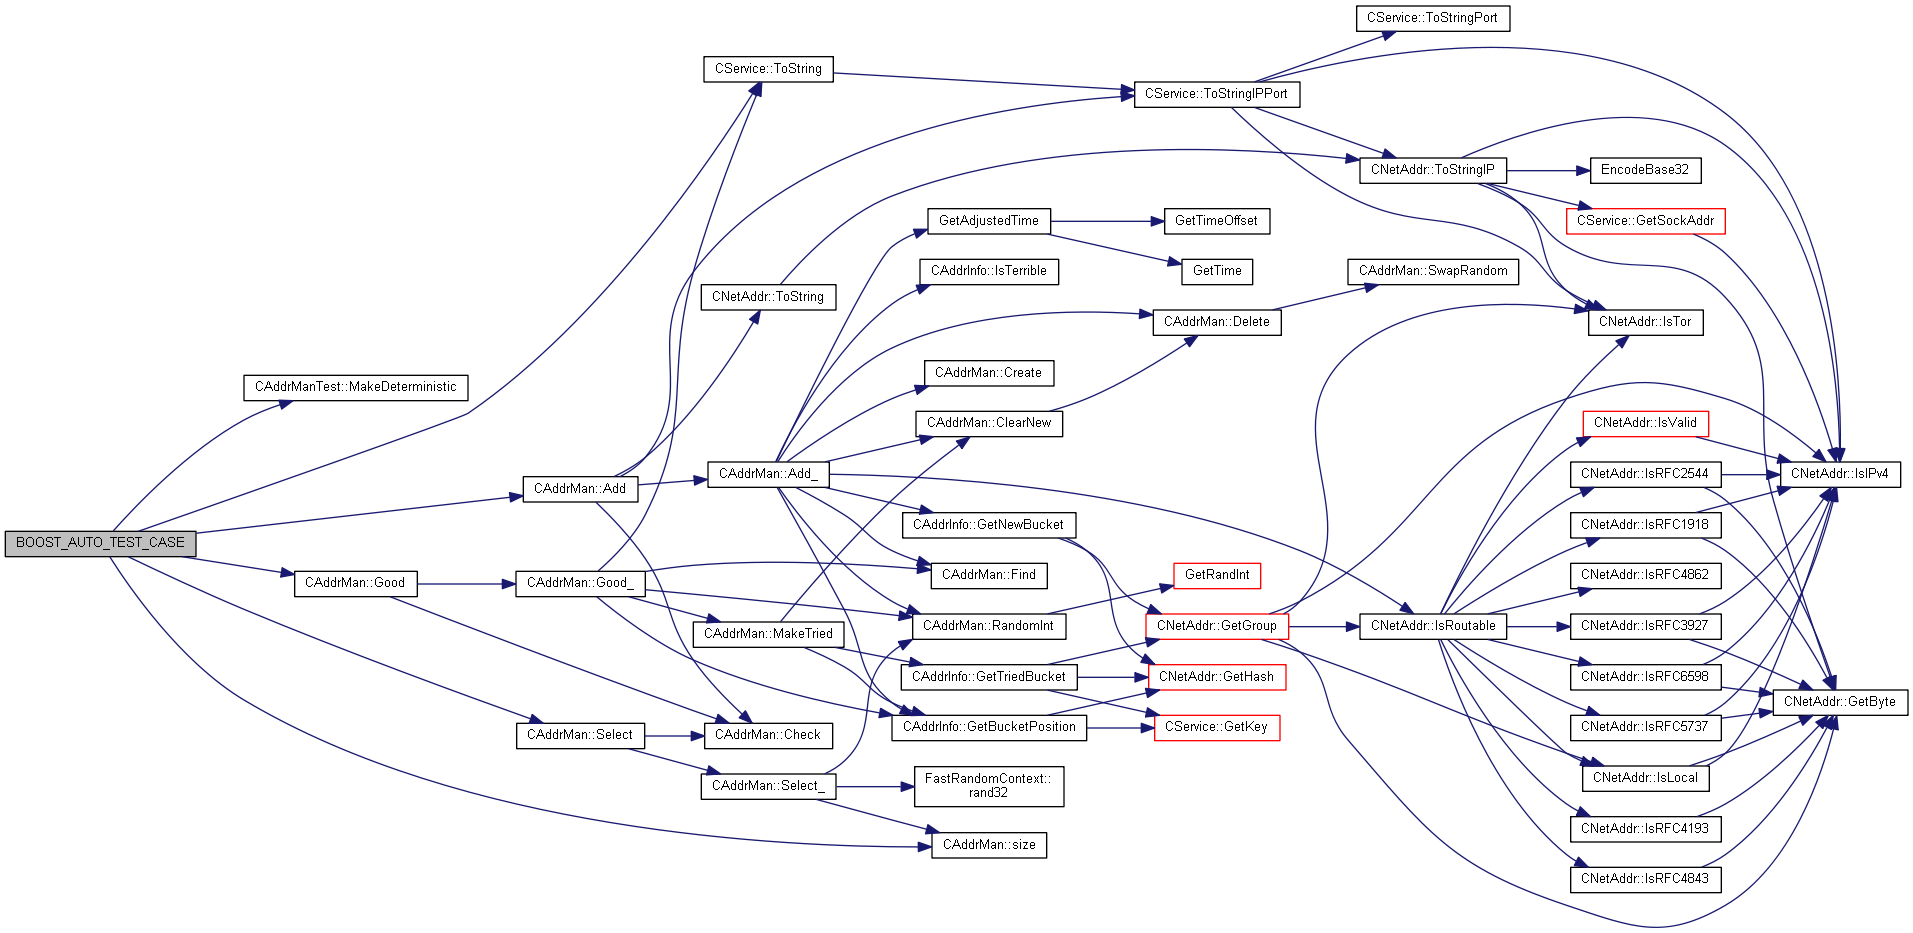 CService::ToStringPort
CService::ToString
CService::ToStringIPPort
CNetAddr::ToStringIP
EncodeBase32
GetAdjustedTime
GetTimeOffset
CService::GetSockAddr
CAddrInfo::IsTerrible
GetTime
CAddrMan::SwapRandom
CNetAddr::ToString
CAddrMan::Delete
CNetAddr::IsTor
CAddrManTest::MakeDeterministic
CAddrMan::Create
CAddrMan::ClearNew
CNetAddr::IsValid
CAddrMan::Add
CAddrMan::Add_
CNetAddr::IsRFC2544
CNetAddr::IsIPv4
CAddrInfo::GetNewBucket
CNetAddr::IsRFC1918
BOOST_AUTO_TEST_CASE
CAddrMan::Good
CAddrMan::Good_
CAddrMan::Find
GetRandInt
CNetAddr::IsRFC4862
CAddrMan::MakeTried
CAddrMan::RandomInt
CNetAddr::GetGroup
CNetAddr::IsRoutable
CNetAddr::IsRFC3927
CAddrInfo::GetTriedBucket
CNetAddr::GetHash
CNetAddr::IsRFC6598
CNetAddr::GetByte
CAddrMan::Select
CAddrMan::Check
CAddrInfo::GetBucketPosition
CService::GetKey
CNetAddr::IsRFC5737
CAddrMan::Select_
FastRandomContext::
rand32
CNetAddr::IsLocal
CAddrMan::size
CNetAddr::IsRFC4193
CNetAddr::IsRFC4843